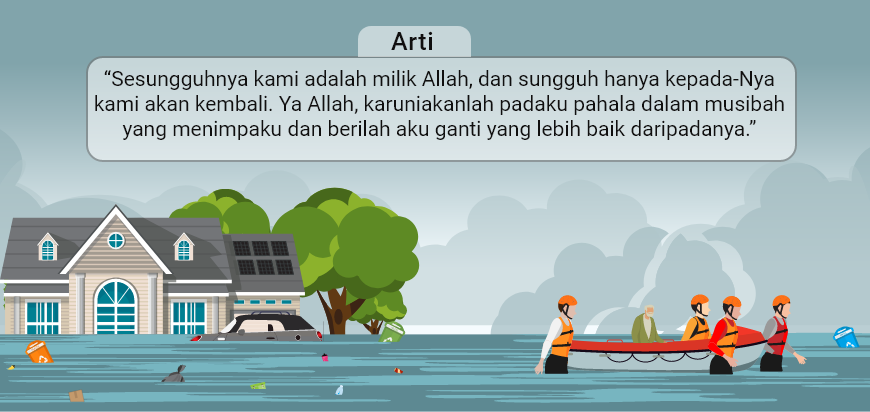 Arti
“Sesungguhnya kami adalah milik Allah, dan sungguh hanya kepada-Nya
kami akan kembali. Ya Allah, karuniakanlah padaku pahala dalam musibah
yang menimpaku dan berilah aku ganti yang lebih baik daripadanya.”